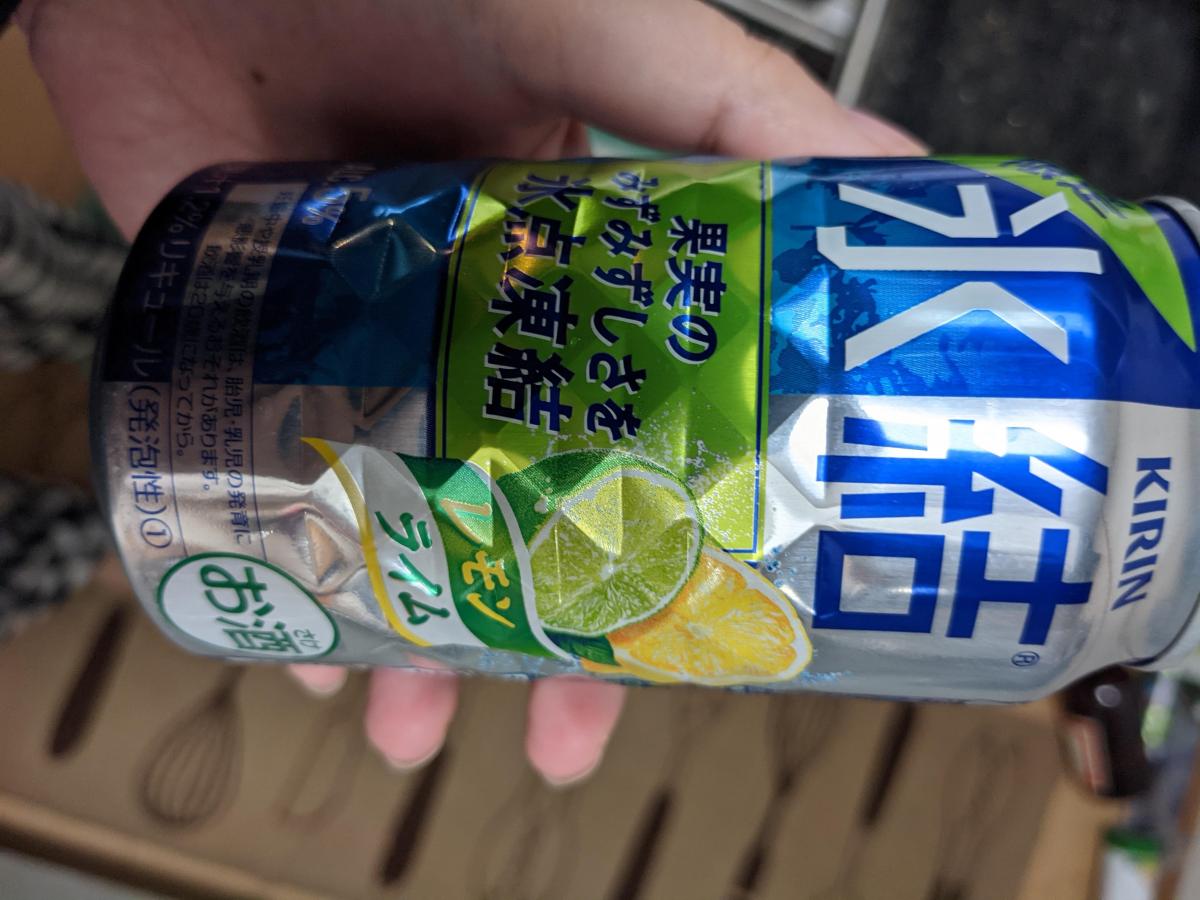 KIRIN
氷結®
果実の
みずみずしさを
氷点凍結
レモン
ライム
お酒
さけ
妊娠中や授乳期の飲酒は、胎児・乳児の発育に
悪影響を与えるおそれがあります。
飲酒は20歳になってから。
リキュール(発泡性)①